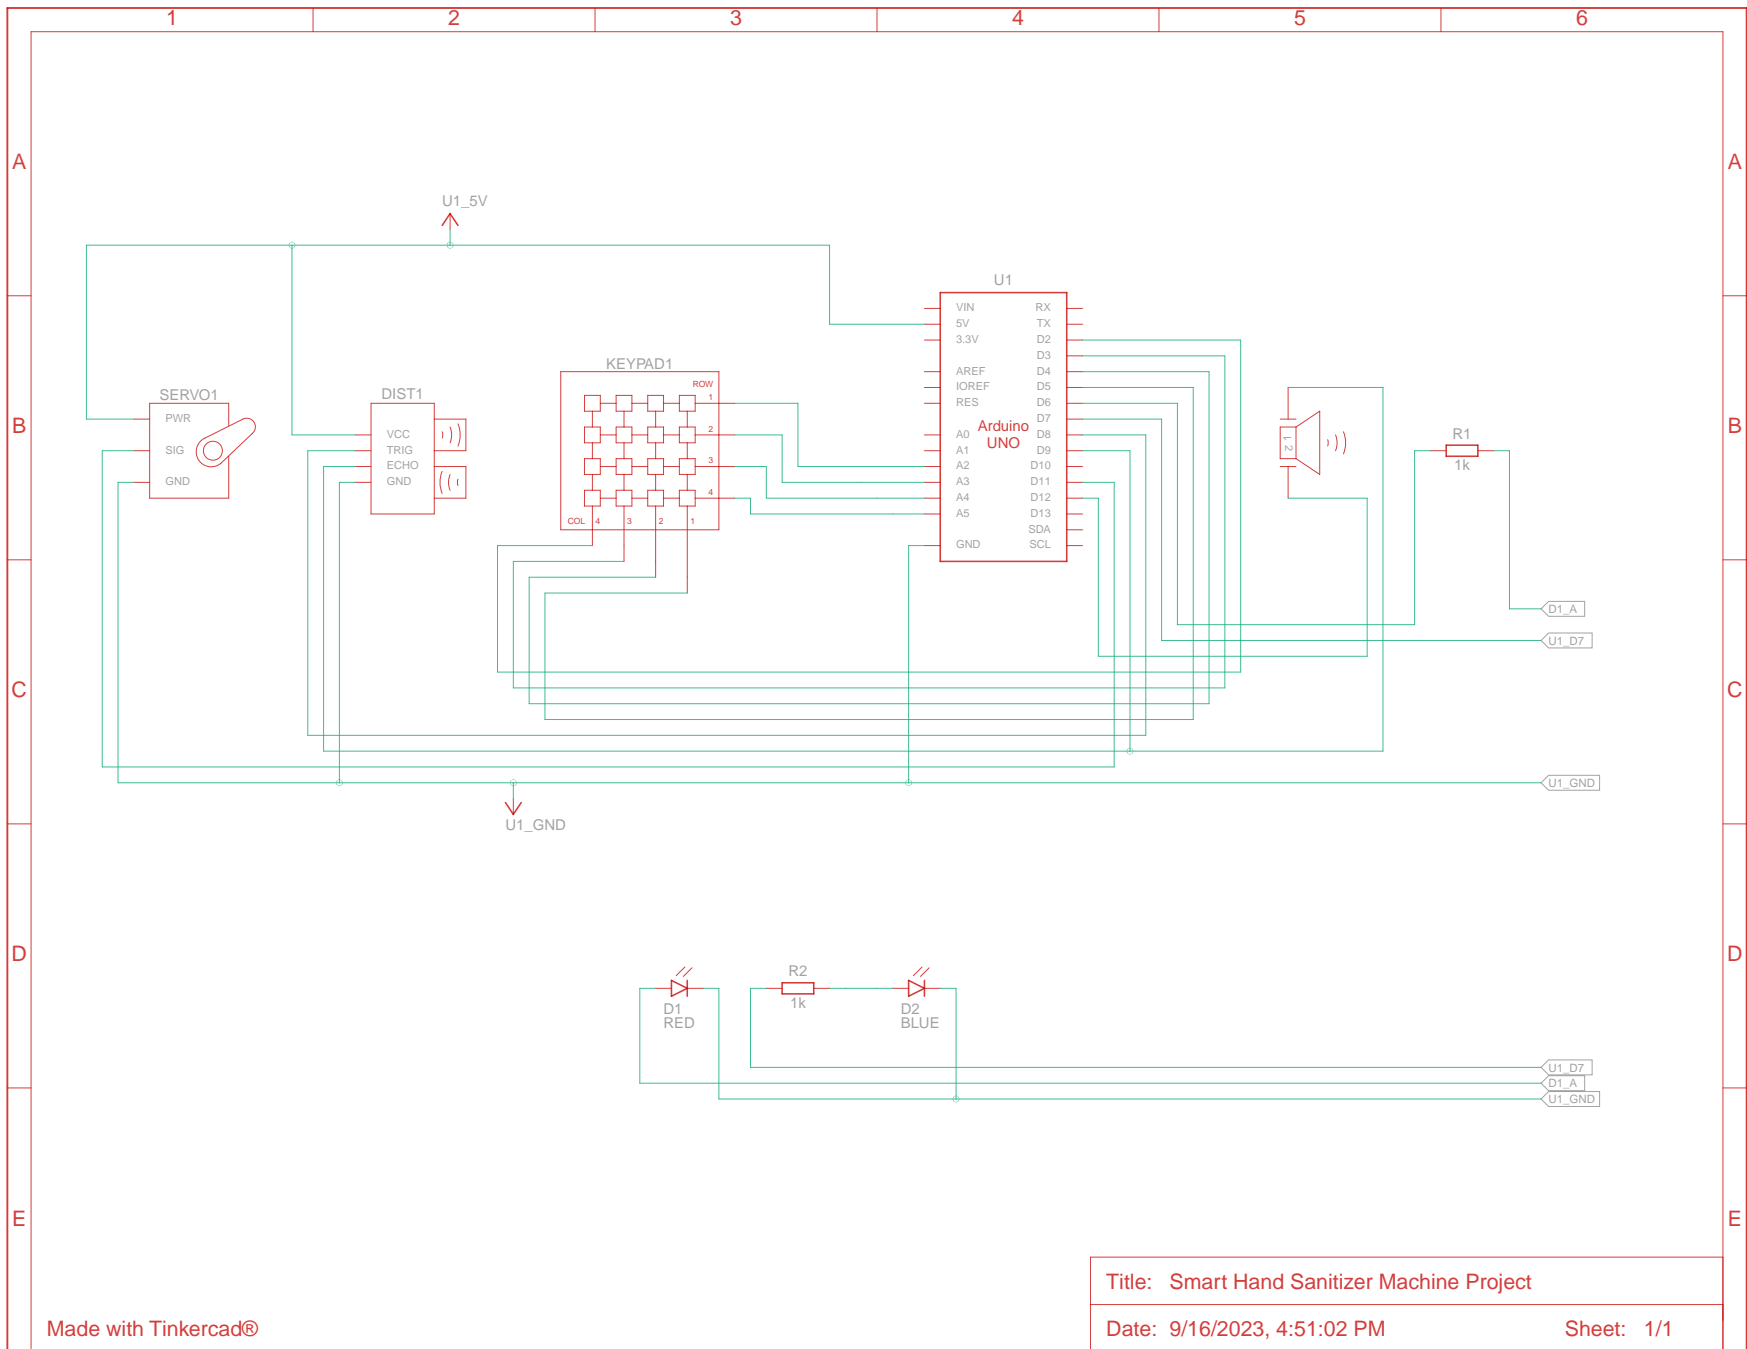 1 2 3 4 5 6
A A
U1_5V
U1
VIN RX
5V TX
3.3V D2
D3
AREF D4
IOREF D5
RES D6
D7
A0 D8
A1 D9
A2 D10
A3 D11
A4 D12
A5 D13
SDA
GND SCL
Arduino
UNO
KEYPAD1
ROW
1
2
3
4
COL 4 3 2 1
SERVO1
PWR
SIG
GND
DIST1
VCC
TRIG
ECHO
GND
B B
1 2
R1
1k
D1_A
U1_D7
C C
U1_GND
U1_GND
D D
R2
1k
D1
RED
D2
BLUE
U1_D7
D1_A
U1_GND
E E
Title: Smart Hand Sanitizer Machine Project
Made with Tinkercad®
Date: 9/16/2023, 4:51:02 PM Sheet: 1/1